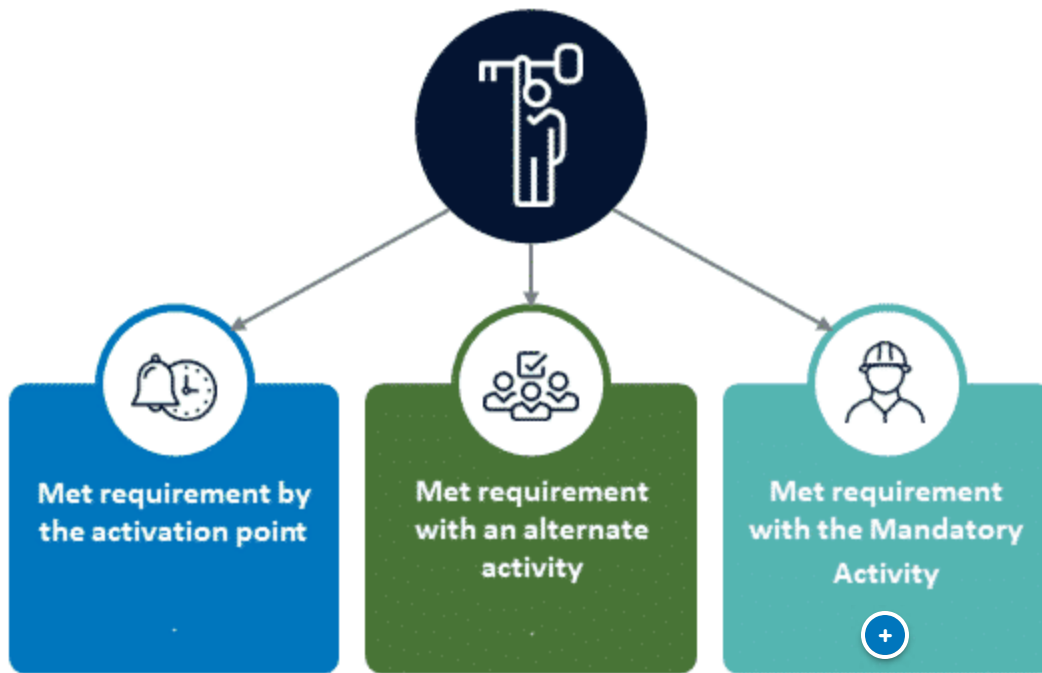 Met requirement by
the activation point
Met requirement
with an alternate
activity
Met requirement
with the Mandatory
Activity